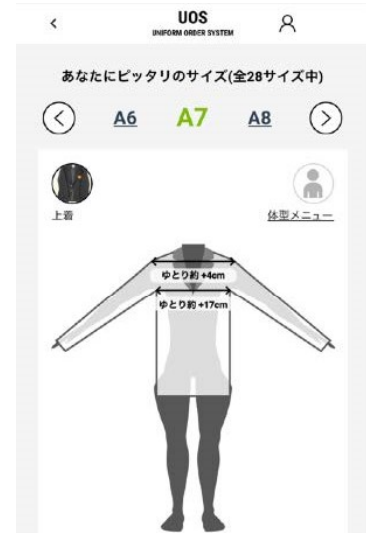 UOS
UNIFORM ORDER SYSTEM
あなたにピッタリのサイズ(全28サイズ中)
A6 A7 A8
上着
体型メニュー
ゆとり約 +4cm
ゆとり約 +17cm